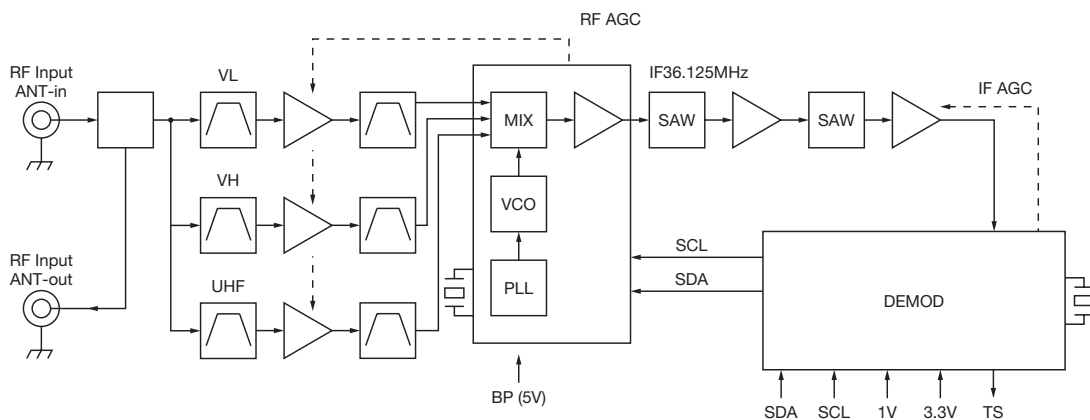 RF AGC
RF Input
ANT-in
VL
IF36.125MHz
IF AGC
MIX
SAW
SAW
VH
VCO
RF Input
ANT-out
SCL
SDA
UHF
PLL
DEMOD
BP (5V)
SDA
SCL
1V
3.3V
TS